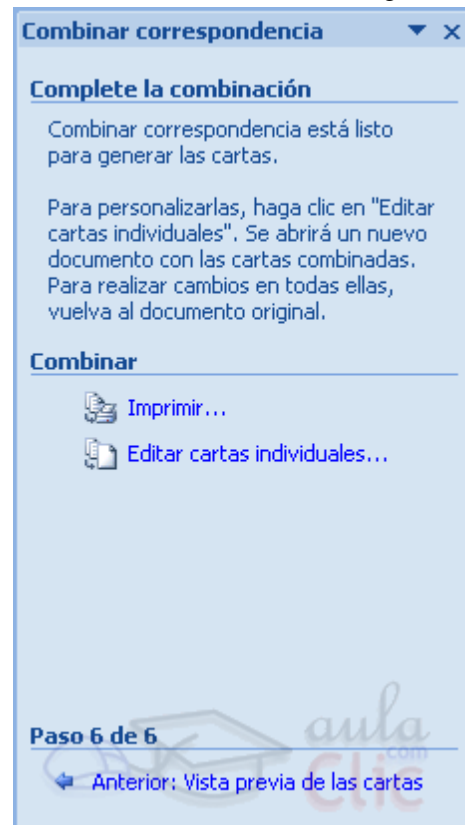 Combinar correspondencia
Complete la combinación
Combinar correspondencia está listo
para generar las cartas.
Para personalizarlas, haga clic en "Editar
cartas individuales". Se abrirá un nuevo
documento con las cartas combinadas.
Para realizar cambios en todas ellas,
vuelva al documento original.
Combinar
Imprimir...
Editar cartas individuales...
aula
.com
Clic
Paso 6 de 6
Anterior: Vista previa de las cartas